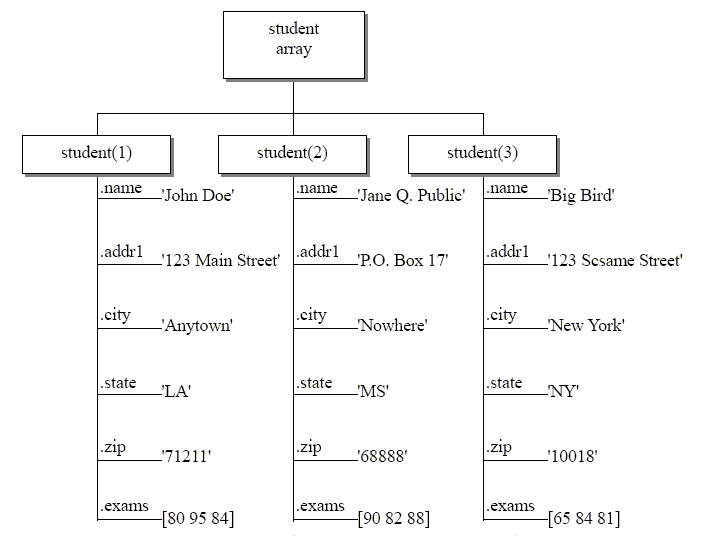 student
array
student(1)
student(2)
student(3)
.name 'John Doe'
.name 'Jane Q. Public'
.name 'Big Bird'
.addr1 '123 Main Street'
.addr1 'P.O. Box 17'
.addr1 '123 Sesame Street'
.city 'Anytown'
.city 'Nowhere'
.city 'New York'
.state 'LA'
.state 'MS'
.state 'NY'
.zip '71211'
.zip '68888'
.zip '10018'
.exams [80 95 84]
.exams [90 82 88]
.exams [65 84 81]